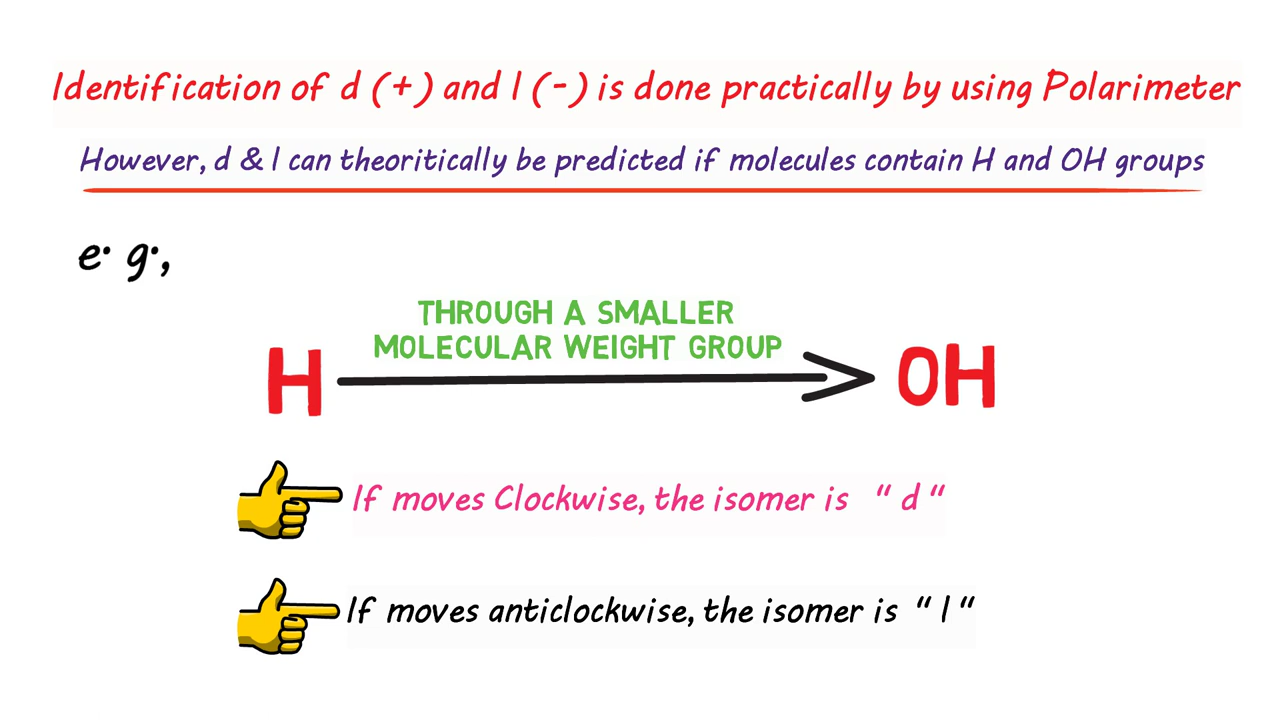 Identification of d (+) and l (-) is done practically by using Polarimeter
However, d & l can theoritically be predicted if molecules contain H and OH groups
e. g.,
THROUGH A SMALLER
MOLECULAR WEIGHT GROUP
H
OH
If moves Clockwise, the isomer is " d "
If moves anticlockwise, the isomer is " l "